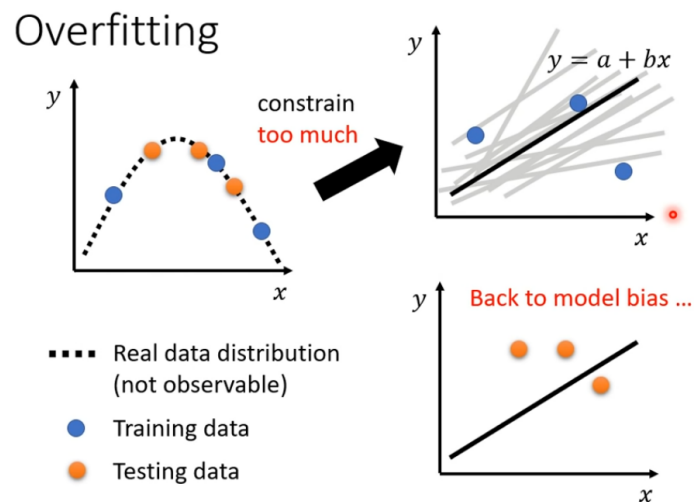 Overfitting
y
x
constrain
too much
y
y = a + bx
x
Real data distribution
(not observable)
Training data
Testing data
y
Back to model bias ...
x